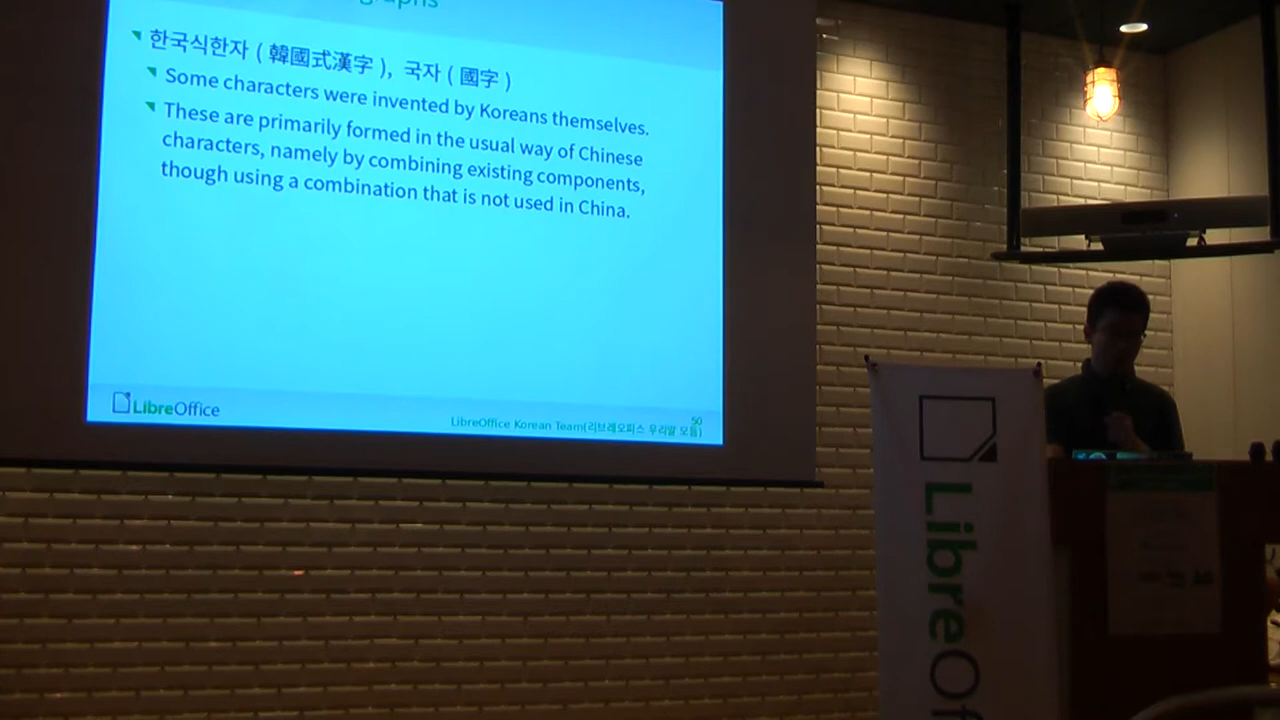 한국식한자 ( 韓國式漢字 ), 국자 ( 國字 )
Some characters were invented by Koreans themselves.
These are primarily formed in the usual way of Chinese
characters, namely by combining existing components,
though using a combination that is not used in China.
LibreOffice
50
LibreOffice Korean Team(리브레오피스 우리말 모듬)
LibreOf